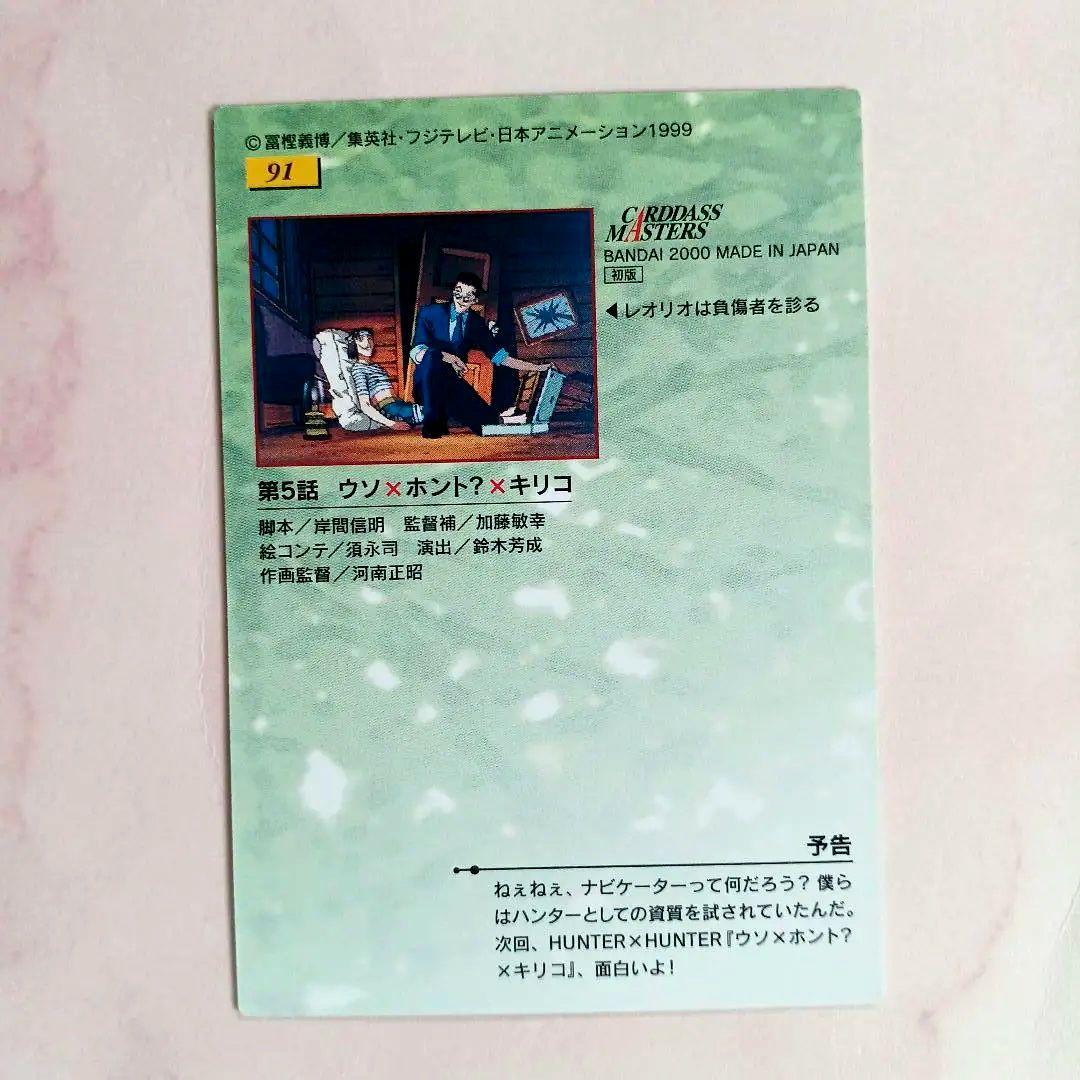 ©冨樫義博／集英社・フジテレビ・日本アニメーション1999
91
CARDDASS
MASTERS
BANDAI 2000 MADE IN JAPAN
初版
◀レオリオは負傷者を診る
第5話　ウソ×ホント？×キリコ
脚本／岸間信明　監督補／加藤敏幸
絵コンテ／須永司　演出／鈴木芳成
作画監督／河南正昭
予告
ねぇねぇ、ナビゲーターって何だろう？ 僕ら
はハンターとしての資質を試されていたんだ。
次回、HUNTER×HUNTER『ウソ×ホント？
×キリコ』、面白いよ！